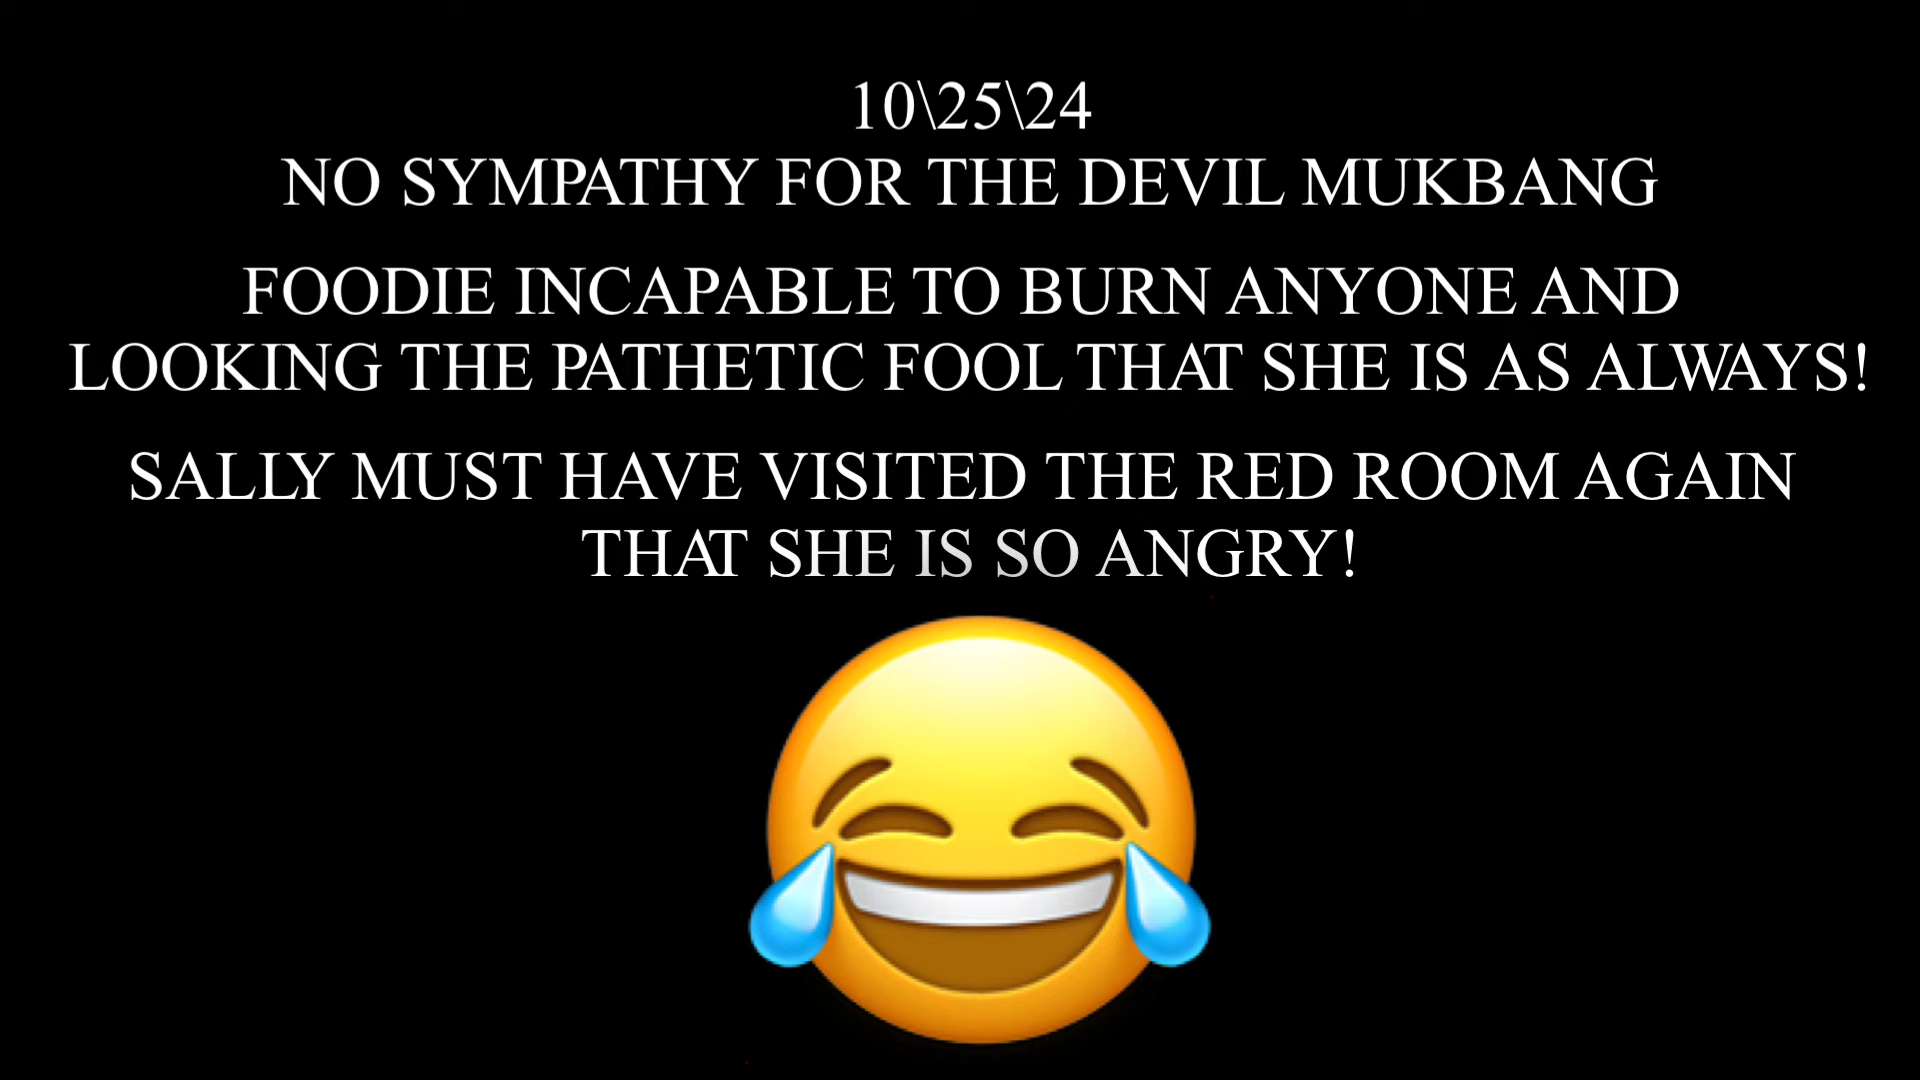 10\25\24
NO SYMPATHY FOR THE DEVIL MUKBANG
FOODIE INCAPABLE TO BURN ANYONE AND
LOOKING THE PATHETIC FOOL THAT SHE IS AS ALWAYS!
SALLY MUST HAVE VISITED THE RED ROOM AGAIN
THAT SHE IS SO ANGRY!